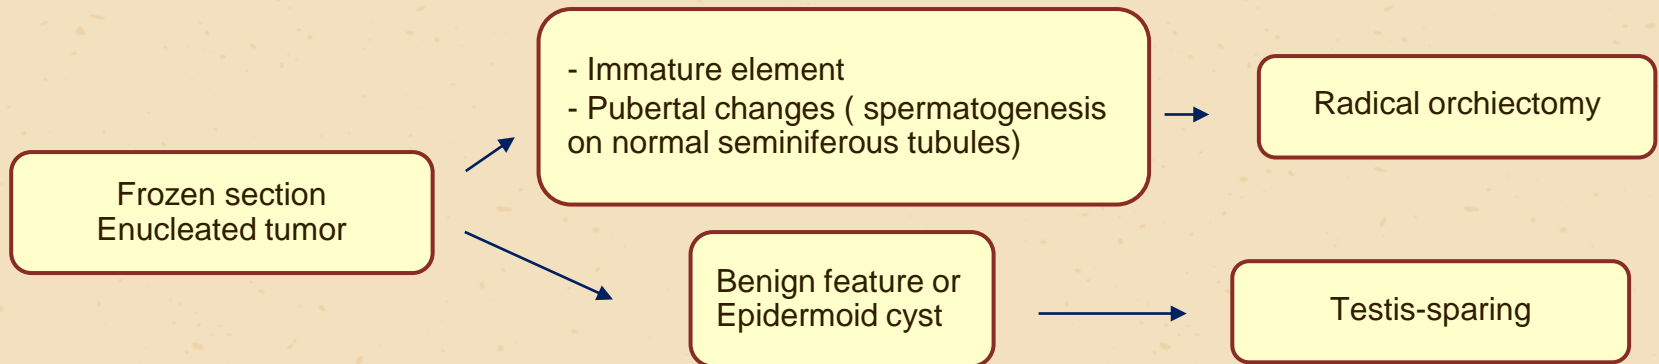 - Immature element
- Pubertal changes ( spermatogenesis
on normal seminiferous tubules)
Radical orchiectomy
Frozen section
Enucleated tumor
Benign feature or
Epidermoid cyst
Testis-sparing